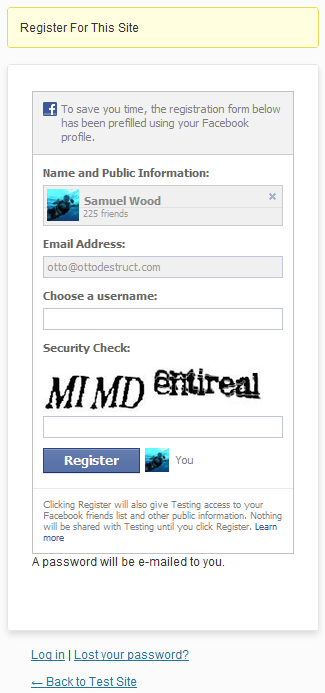 Register For This Site
To save you time, the registration form below
has been prefilled using your Facebook
profile.
Name and Public Information:
Samuel Wood
225 friends
Email Address:
otto@ottodestruct.com
Choose a username:
Security Check:
MIMD entireal
Register
You
Clicking Register will also give Testing access to your
Facebook friends list and other public information. Nothing
will be shared with Testing until you click Register. Learn
more
A password will be e-mailed to you.
Log in | Lost your password?
← Back to Test Site